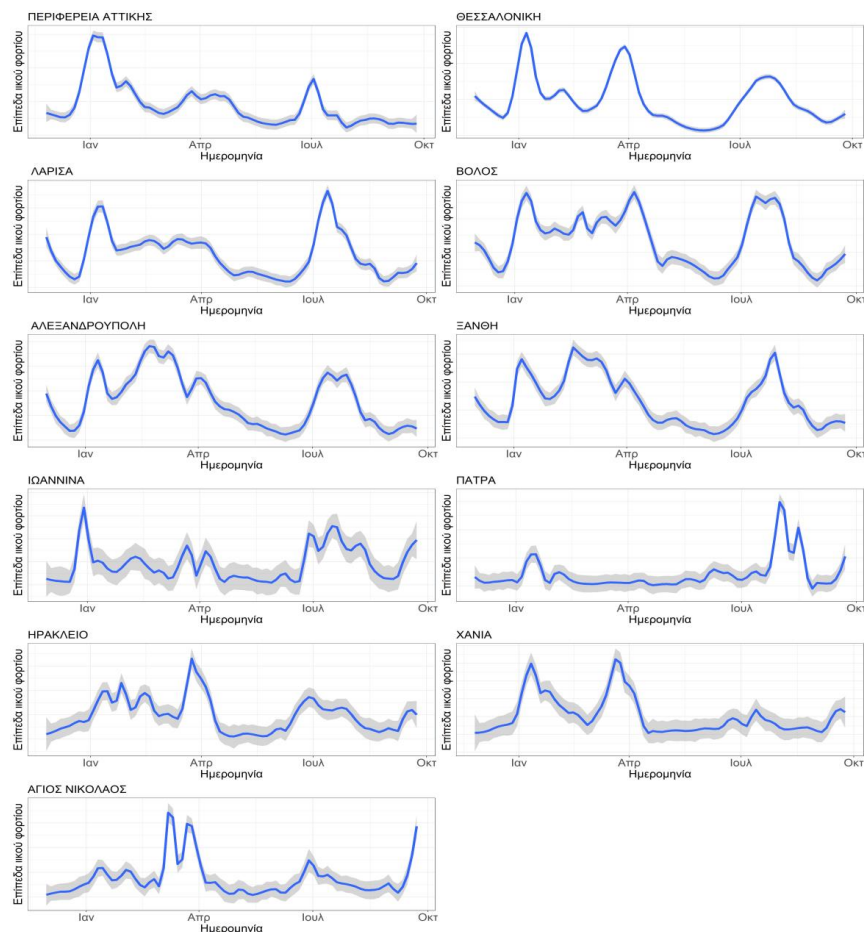 ΠΕΡΙΦΕΡΕΙΑ ΑΤΤΙΚΗΣ
Επίπεδα ιικού φορτίου
Ιαν Απρ Ιουλ Οκτ
Ημερομηνία
ΘΕΣΣΑΛΟΝΙΚΗ
Επίπεδα ιικού φορτίου
Ιαν Απρ Ιουλ Οκτ
Ημερομηνία
ΛΑΡΙΣΑ
Επίπεδα ιικού φορτίου
Ιαν Απρ Ιουλ Οκτ
Ημερομηνία
ΒΟΛΟΣ
Επίπεδα ιικού φορτίου
Ιαν Απρ Ιουλ Οκτ
Ημερομηνία
ΑΛΕΞΑΝΔΡΟΥΠΟΛΗ
Επίπεδα ιικού φορτίου
Ιαν Απρ Ιουλ Οκτ
Ημερομηνία
ΞΑΝΘΗ
Επίπεδα ιικού φορτίου
Ιαν Απρ Ιουλ Οκτ
Ημερομηνία
ΙΩΑΝΝΙΝΑ
Επίπεδα ιικού φορτίου
Ιαν Απρ Ιουλ Οκτ
Ημερομηνία
ΠΑΤΡΑ
Επίπεδα ιικού φορτίου
Ιαν Απρ Ιουλ Οκτ
Ημερομηνία
ΗΡΑΚΛΕΙΟ
Επίπεδα ιικού φορτίου
Ιαν Απρ Ιουλ Οκτ
Ημερομηνία
ΧΑΝΙΑ
Επίπεδα ιικού φορτίου
Ιαν Απρ Ιουλ Οκτ
Ημερομηνία
ΑΓΙΟΣ ΝΙΚΟΛΑΟΣ
Επίπεδα ιικού φορτίου
Ιαν Απρ Ιουλ Οκτ
Ημερομηνία